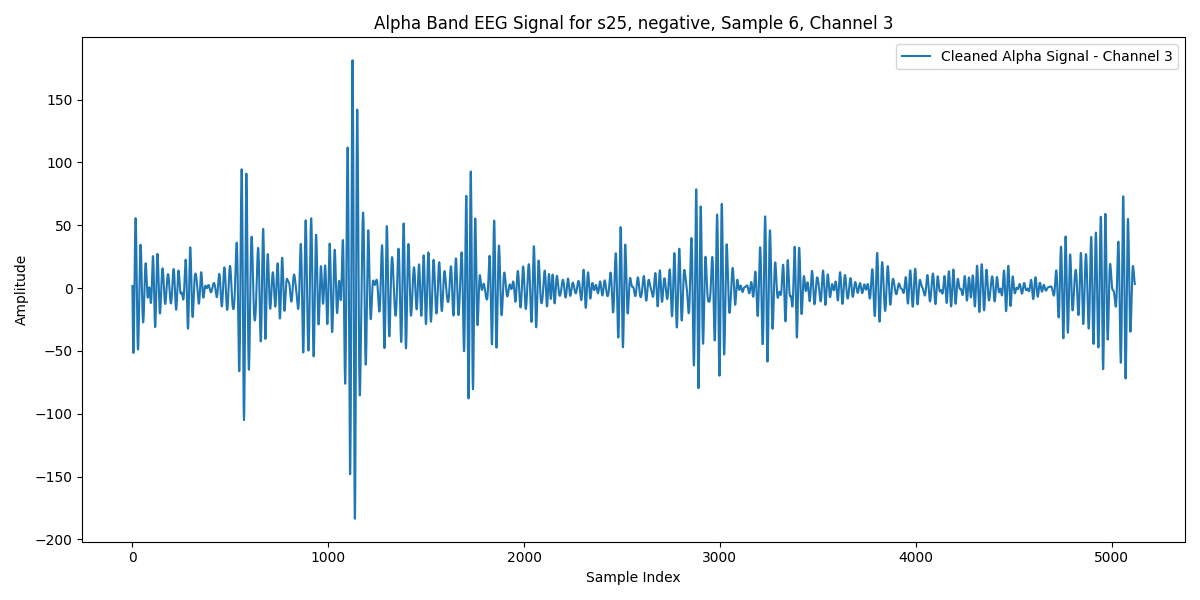 Alpha Band EEG Signal for s25, negative, Sample 6, Channel 3
Cleaned Alpha Signal - Channel 3
Amplitude
150
100
50
0
−50
−100
−150
−200
0 1000 2000 3000 4000 5000
Sample Index